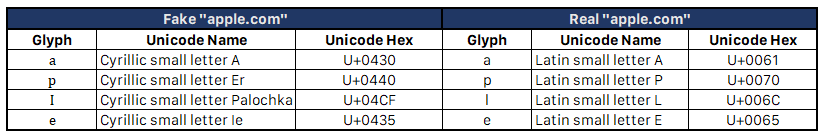 Fake "apple.com" Real "apple.com"
Glyph Unicode Name Unicode Hex Glyph Unicode Name Unicode Hex
а Cyrillic small letter A U+0430 a Latin small letter A U+0061
р Cyrillic small letter Er U+0440 p Latin small letter P U+0070
ӏ Cyrillic small letter Palochka U+04CF l Latin small letter L U+006C
е Cyrillic small letter Ie U+0435 e Latin small letter E U+0065